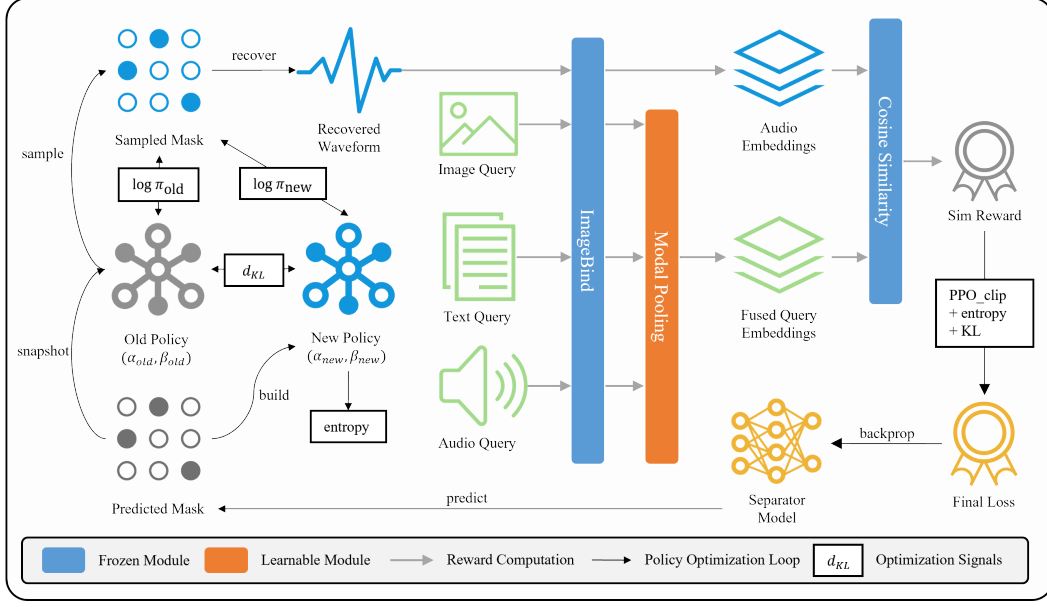 recover
Sampled Mask
Recovered
Waveform
Image Query
Audio
Embeddings
Cosine Similarity
sample
log π_old
log π_new
Sim Reward
ImageBind
Modal Pooling
d_KL
PPO_clip
+ entropy
+ KL
Text Query
Fused Query
Embeddings
Old Policy
(α_old, β_old)
New Policy
(α_new, β_new)
snapshot
build
entropy
Audio Query
backprop
Predicted Mask
predict
Separator
Model
Final Loss
Frozen Module
Learnable Module
Reward Computation
Policy Optimization Loop
d_KL
Optimization Signals